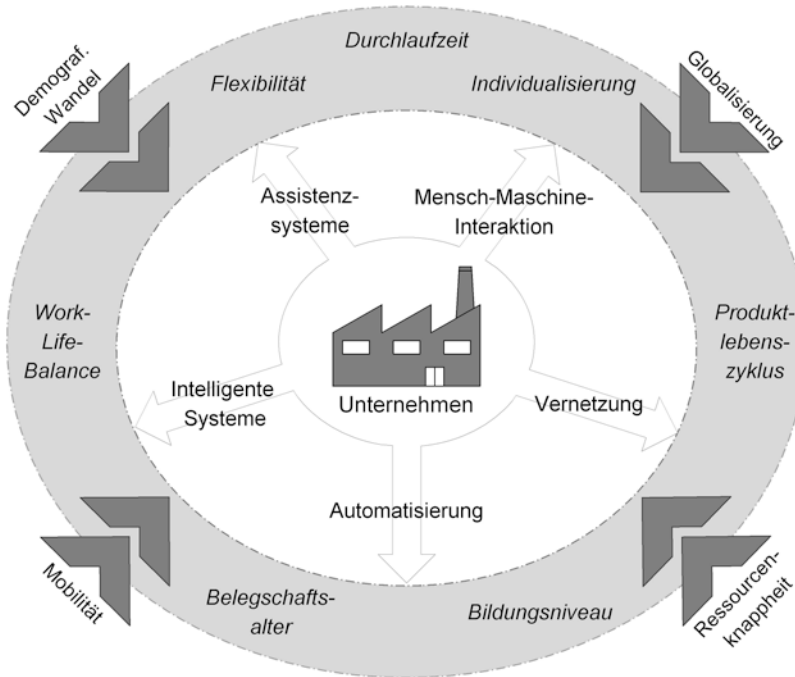 Durchlaufzeit
Flexibilität
Individualisierung
Demograf.
Wandel
Globalisierung
Assistenz-
systeme
Mensch-Maschine-
Interaktion
Work-
Life-
Balance
Produkt-
lebens-
zyklus
Intelligente
Systeme
Unternehmen
Vernetzung
Automatisierung
Mobilität
Belegschafts-
alter
Bildungsniveau
Ressourcen-
knappheit